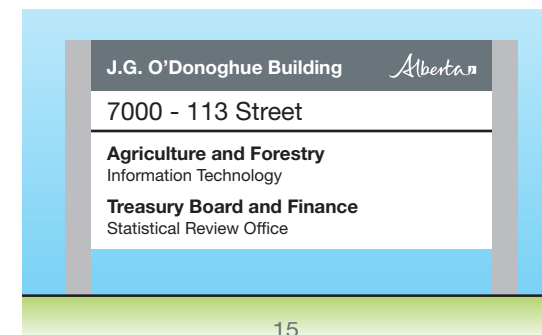 J.G. O’Donoghue Building Alberta
7000 - 113 Street
Agriculture and Forestry
Information Technology
Treasury Board and Finance
Statistical Review Office
15